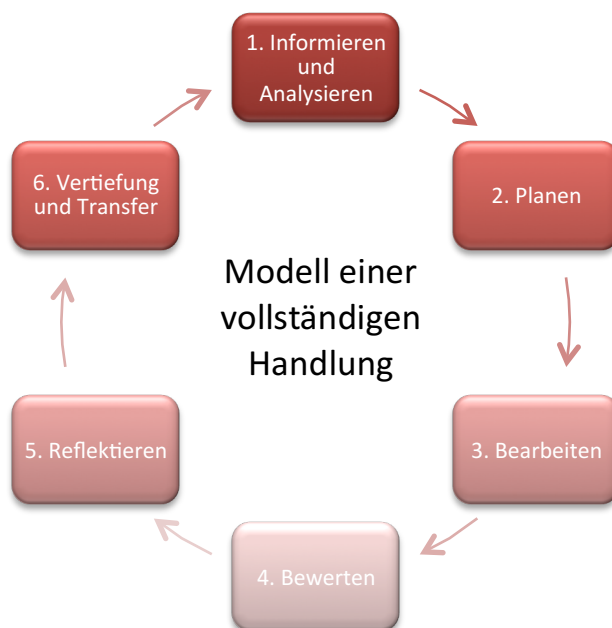 1. Informieren
und
Analysieren
2. Planen
3. Bearbeiten
4. Bewerten
5. Reflektieren
6. Vertiefung
und Transfer
Modell einer
vollständigen
Handlung